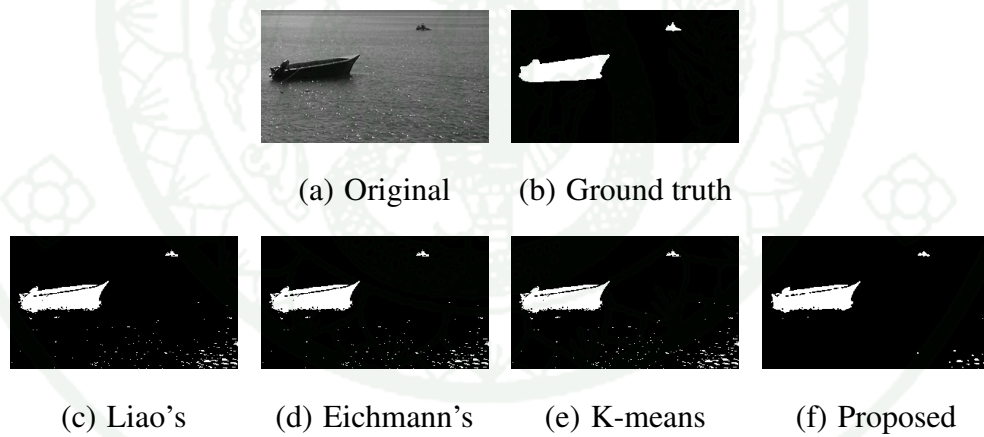 (a) Original
(b) Ground truth
(c) Liao's
(d) Eichmann's
(e) K-means
(f) Proposed